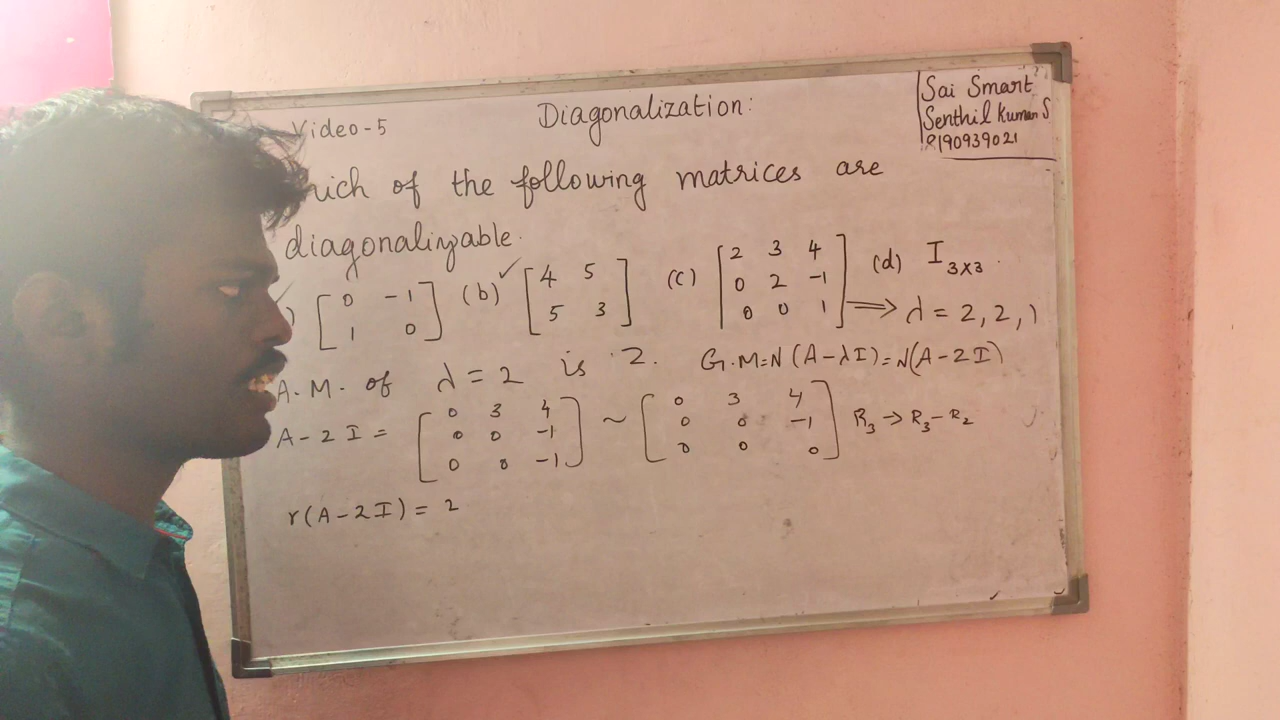 Video-5
Diagonalization:
Sai Smart
Senthil Kumar S
8190939021
of the following matrices are
diagonalizable.
[0 -1
1 0] (b) ✓ [4 5
5 3] (c) [2 3 4
0 2 -1
0 0 1] ⟹ λ = 2, 2, 1 (d) I3×3.
A.M. of λ = 2 is 2. G.M=N(A-λI)=N(A-2I)
A-2I = [0 3 4
0 0 -1
0 0 -1] ~ [0 3 4
0 0 -1
0 0 0] R3 → R3 - R2
r(A-2I) = 2